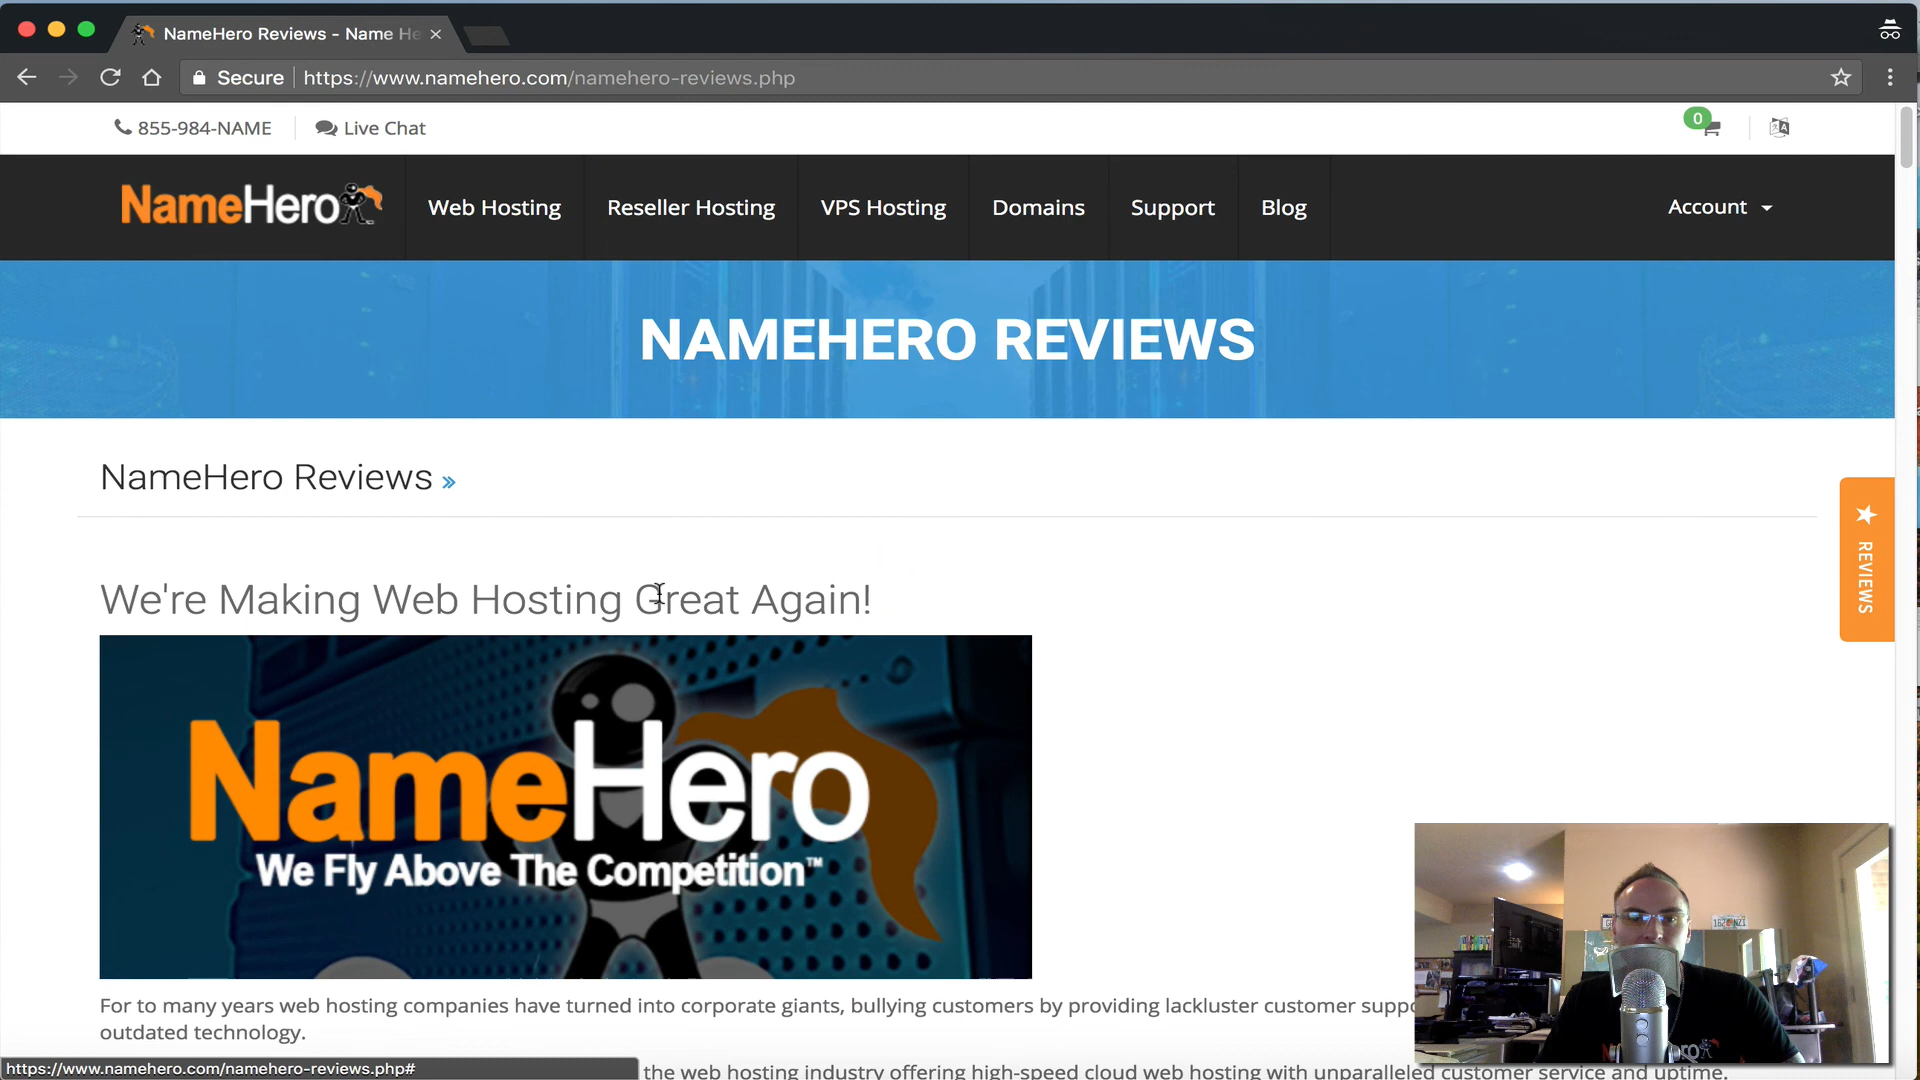 NameHero Reviews - Name He
Secure
https://www.namehero.com/namehero-reviews.php
855-984-NAME
Live Chat
0
NameHero
Web Hosting
Reseller Hosting
VPS Hosting
Domains
Support
Blog
Account
NAMEHERO REVIEWS
NameHero Reviews »
REVIEWS
We're Making Web Hosting Great Again!
NameHero
We Fly Above The Competition™
For to many years web hosting companies have turned into corporate giants, bullying customers by providing lackluster customer
outdated technology.
https://www.namehero.com/namehero-reviews.php#
the web hosting industry offering high-speed cloud web hosting with unparalleled customer service and uptime.